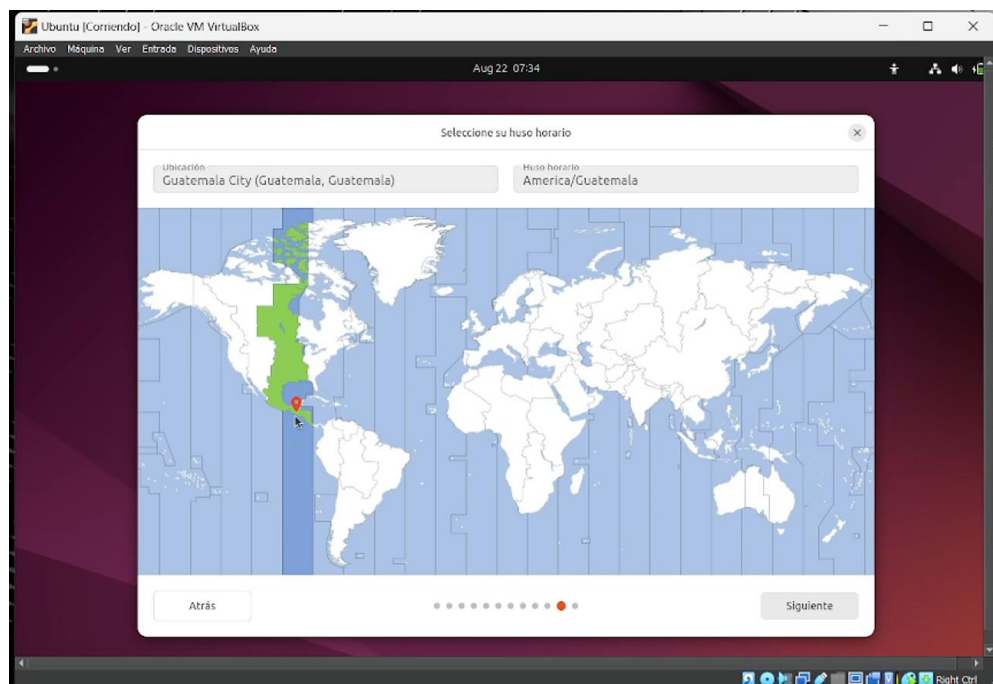 Ubuntu [Corriendo] - Oracle VM VirtualBox
Archivo Máquina Ver Entrada Dispositivos Ayuda
Aug 22 07:34
Seleccione su huso horario
Ubicación
Guatemala City (Guatemala, Guatemala)
Huso horario
America/Guatemala
Atrás
Siguiente
Right Ctrl